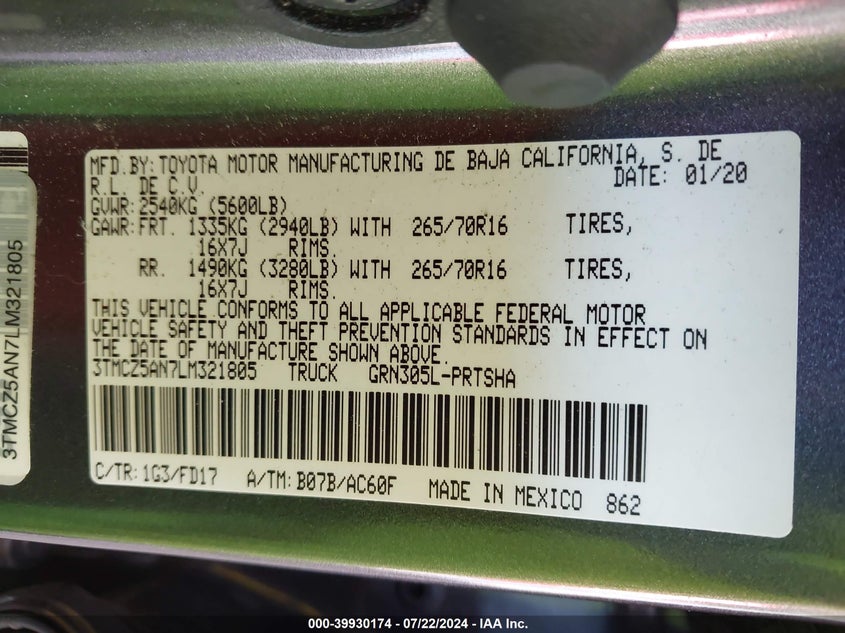 MFD.BY:TOYOTA MOTOR MANUFACTURING DE BAJA CALIFORNIA, S. DE
R.L. DE C.V. DATE: 01/20
GVWR:2540KG (5600LB)
GAWR:FRT. 1335KG (2940LB) WITH 265/70R16 TIRES,
16X7J RIMS.
RR. 1490KG (3280LB) WITH 265/70R16 TIRES,
16X7J RIMS.
THIS VEHICLE CONFORMS TO ALL APPLICABLE FEDERAL MOTOR
VEHICLE SAFETY AND THEFT PREVENTION STANDARDS IN EFFECT ON
THE DATE OF MANUFACTURE SHOWN ABOVE.
3TMCZ5AN7LM321805 TRUCK GRN305L-PRTSHA
C/TR:1G3/FD17 A/TM:B07B/AC60F MADE IN MEXICO 862
3TMCZ5AN7LM321805
000-39930174 - 07/22/2024 - IAA Inc.